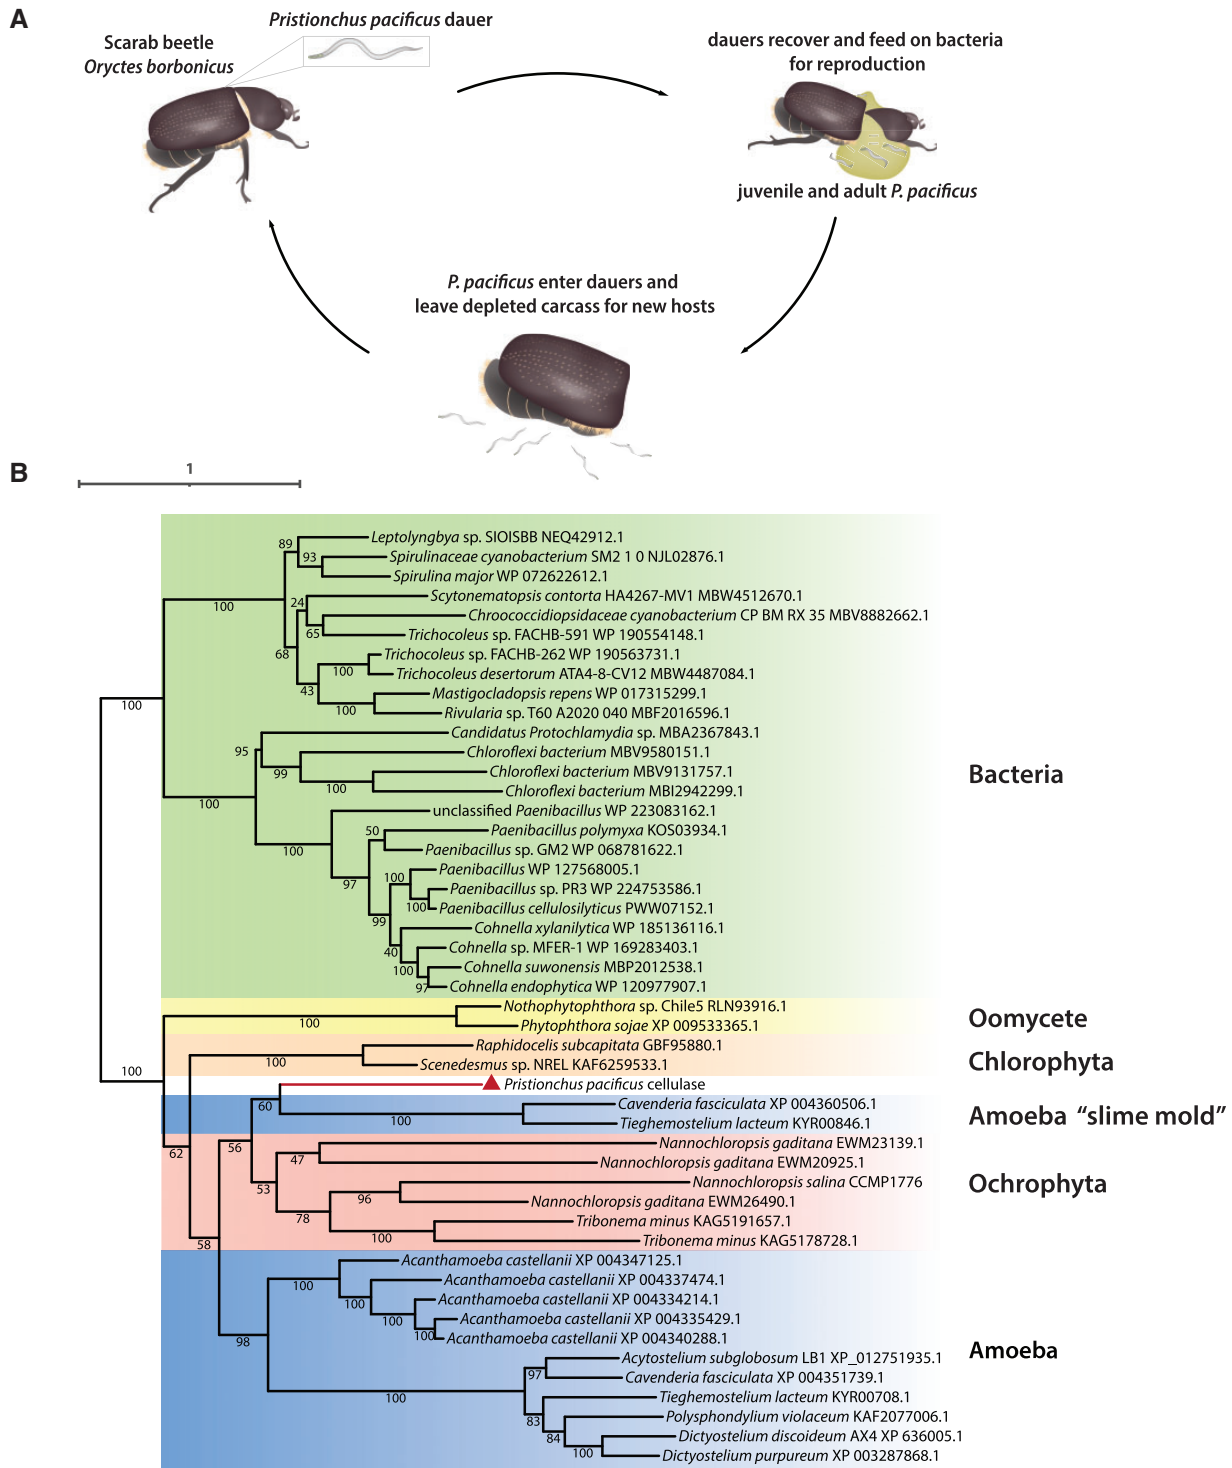 A
Pristionchus pacificus dauer
Scarab beetle
Oryctes borbonicus
dauers recover and feed on bacteria
for reproduction
juvenile and adult P. pacificus
P. pacificus enter dauers and
leave depleted carcass for new hosts
B
1
Leptolyngbya sp. SIOISBB NEQ42912.1
89
93
Spirulinaceae cyanobacterium SM2 1 0 NJL02876.1
Spirulina major WP 072622612.1
Scytonematopsis contorta HA4267-MV1 MBW4512670.1
100
24
Chroococcidiopsidaceae cyanobacterium CP BM RX 35 MBV8882662.1
65
Trichocoleus sp. FACHB-591 WP 190554148.1
68
Trichocoleus sp. FACHB-262 WP 190563731.1
100
Trichocoleus desertorum ATA4-8-CV12 MBW4487084.1
43
Mastigocladopsis repens WP 017315299.1
100
100
Rivularia sp. T60 A2020 040 MBF2016596.1
Candidatus Protochlamydia sp. MBA2367843.1
95
Chloroflexi bacterium MBV9580151.1
99
Chloroflexi bacterium MBV9131757.1
Bacteria
100
Chloroflexi bacterium MBI2942299.1
100
unclassified Paenibacillus WP 223083162.1
50
Paenibacillus polymyxa KOS03934.1
100
Paenibacillus sp. GM2 WP 068781622.1
Paenibacillus WP 127568005.1
97
100
Paenibacillus sp. PR3 WP 224753586.1
100
Paenibacillus cellulosilyticus PWW07152.1
99
Cohnella xylanilytica WP 185136116.1
40
Cohnella sp. MFER-1 WP 169283403.1
100
Cohnella suwonensis MBP2012538.1
97
Cohnella endophytica WP 120977907.1
Nothophytophthora sp. Chile5 RLN93916.1
100
Phytophthora sojae XP 009533365.1
Oomycete
Raphidocelis subcapitata GBF95880.1
100
Scenedesmus sp. NREL KAF6259533.1
Chlorophyta
100
Pristionchus pacificus cellulase
60
Cavenderia fasciculata XP 004360506.1
100
Tieghemostelium lacteum KYR00846.1
Amoeba "slime mold"
62
56
Nannochloropsis gaditana EWM23139.1
47
Nannochloropsis gaditana EWM20925.1
53
Nannochloropsis salina CCMP1776
96
Nannochloropsis gaditana EWM26490.1
Ochrophyta
78
Tribonema minus KAG5191657.1
100
Tribonema minus KAG5178728.1
58
Acanthamoeba castellanii XP 004347125.1
100
Acanthamoeba castellanii XP 004337474.1
100
Acanthamoeba castellanii XP 004334214.1
100
Acanthamoeba castellanii XP 004335429.1
100
Acanthamoeba castellanii XP 004340288.1
98
Amoeba
Acytostelium subglobosum LB1 XP_012751935.1
97
Cavenderia fasciculata XP 004351739.1
100
Tieghemostelium lacteum KYR00708.1
83
Polysphondylium violaceum KAF2077006.1
84
Dictyostelium discoideum AX4 XP 636005.1
100
Dictyostelium purpureum XP 003287868.1